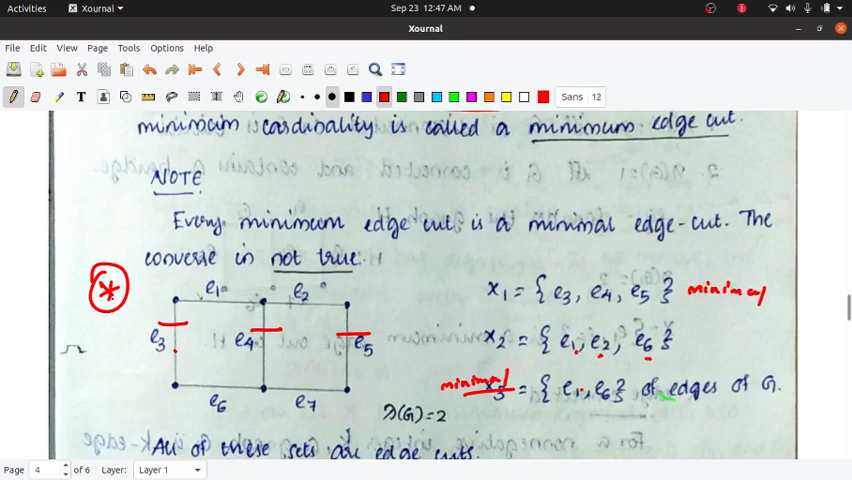 Activities Xournal Sep 23 12:47 AM
Xournal
File Edit View Page Tools Options Help
T Sans 12
minimum cardinality is called a minimum edge cut.
NOTE
Every minimum edge cut is a minimal edge-cut. The
converse in not true.
e1 e2
e3 e4 e5
e6 e7
X1 = { e3, e4, e5 } minimal
X2 = { e1, e2, e6 }
minimal
X3 = { e1, e6 } of edges of G.
λ(G)=2
All of these sets are edge cuts.
Page 4 of 6 Layer: Layer 1